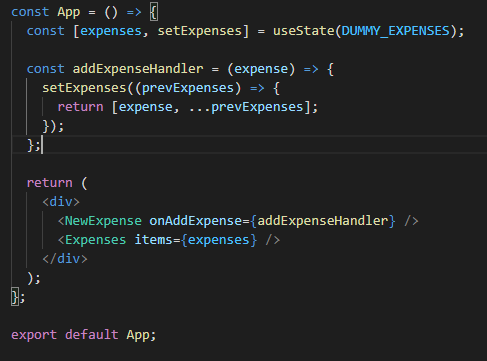 const App = () => {
const [expenses, setExpenses] = useState(DUMMY_EXPENSES);
const addExpenseHandler = (expense) => {
setExpenses((prevExpenses) => {
return [expense, ...prevExpenses];
});
};
return (
<div>
<NewExpense onAddExpense={addExpenseHandler} />
<Expenses items={expenses} />
</div>
);
};
export default App;